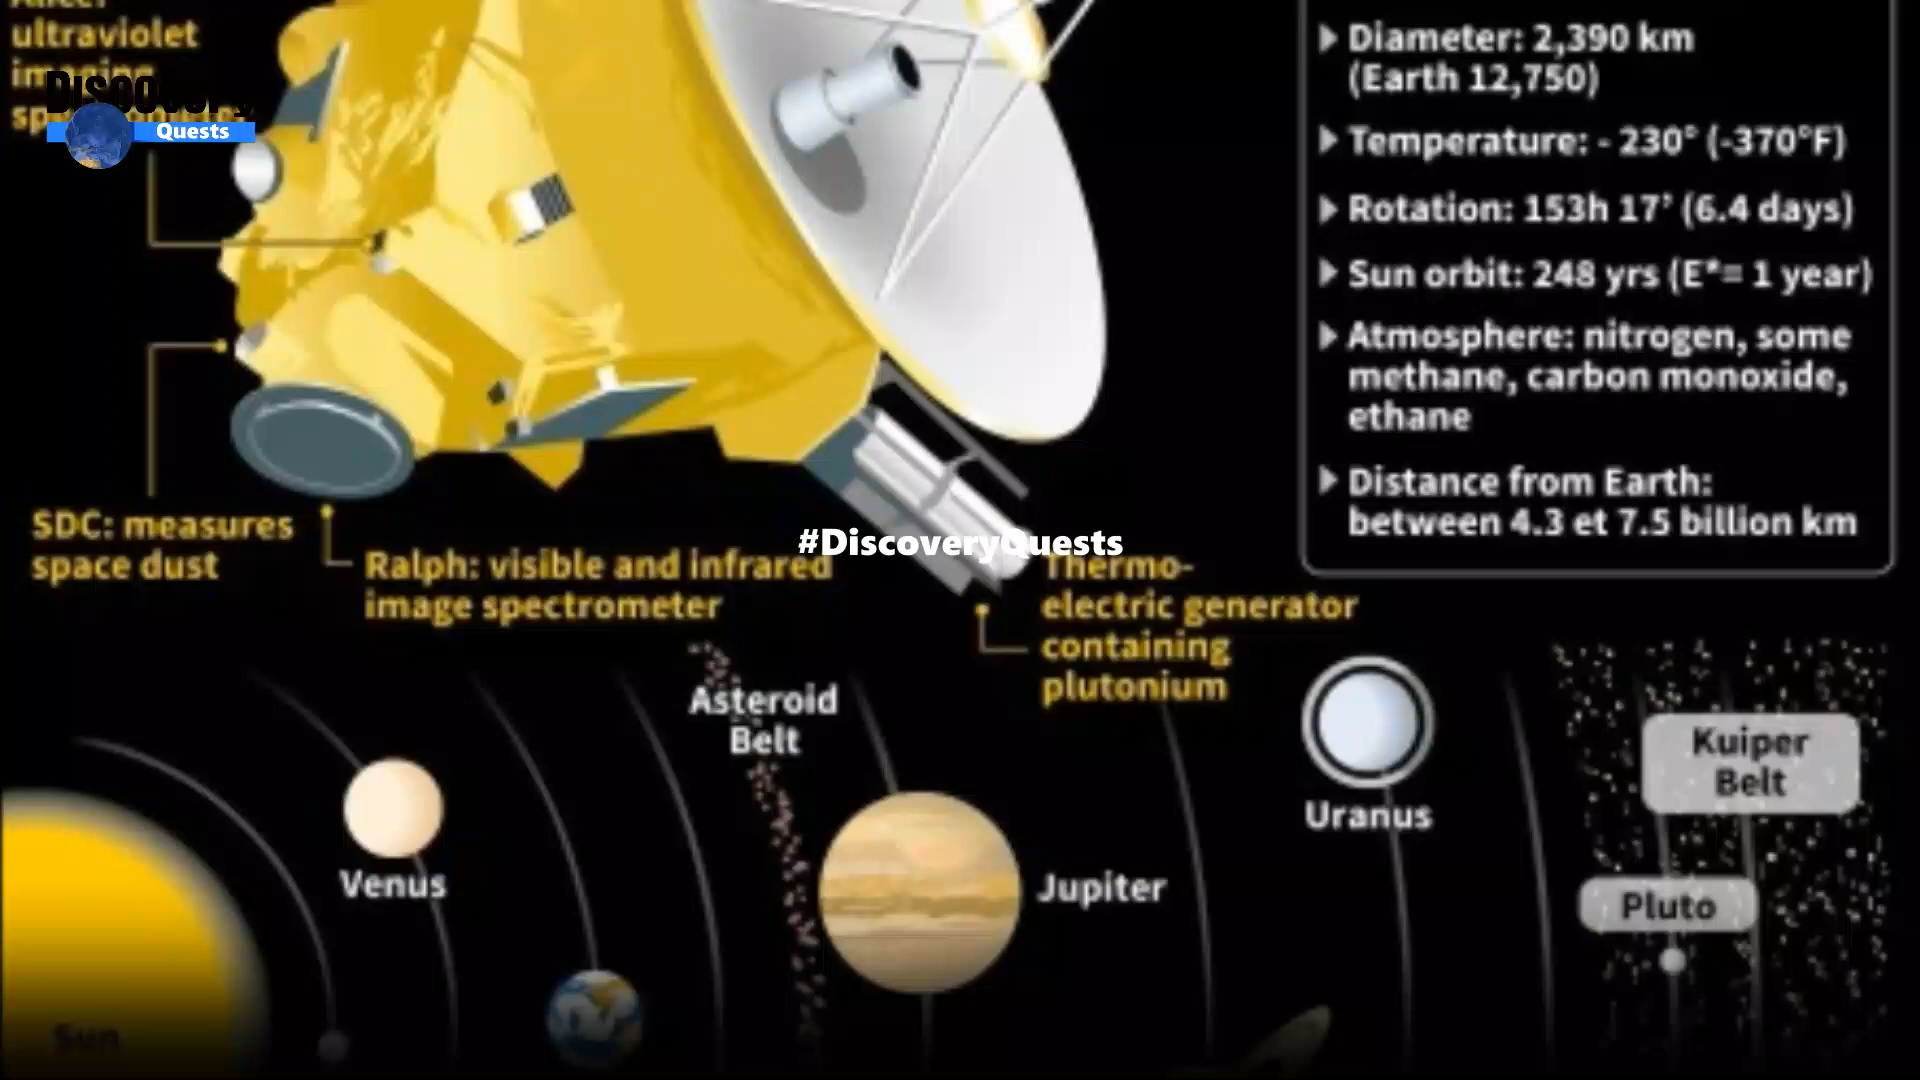 ultraviolet
imaging
Discovery
Quests
SDC: measures
space dust
Ralph: visible and infrared
image spectrometer
#DiscoveryQuests
Thermo-
electric generator
containing
plutonium
Diameter: 2,390 km
(Earth 12,750)
Temperature: - 230° (-370°F)
Rotation: 153h 17’ (6.4 days)
Sun orbit: 248 yrs (E*= 1 year)
Atmosphere: nitrogen, some
methane, carbon monoxide,
ethane
Distance from Earth:
between 4.3 et 7.5 billion km
Asteroid
Belt
Kuiper
Belt
Uranus
Venus
Jupiter
Pluto
Sun